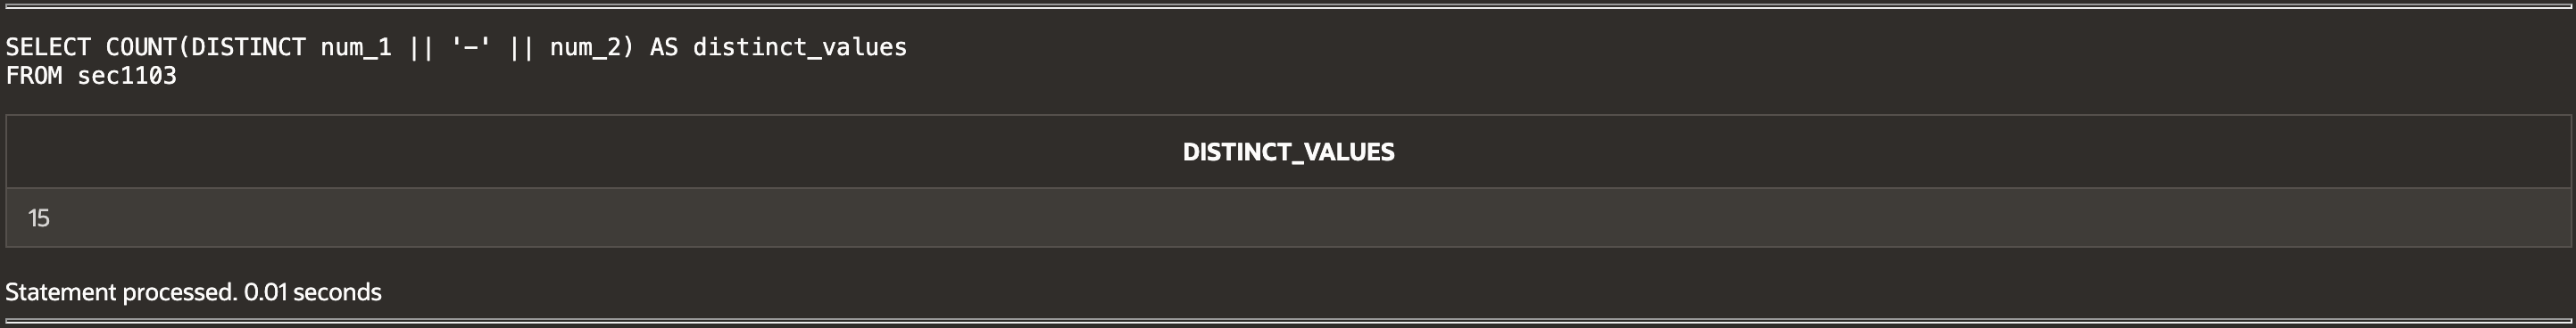 SELECT COUNT(DISTINCT num_1 || '-' || num_2) AS distinct_values
FROM sec1103
DISTINCT_VALUES
15
Statement processed. 0.01 seconds